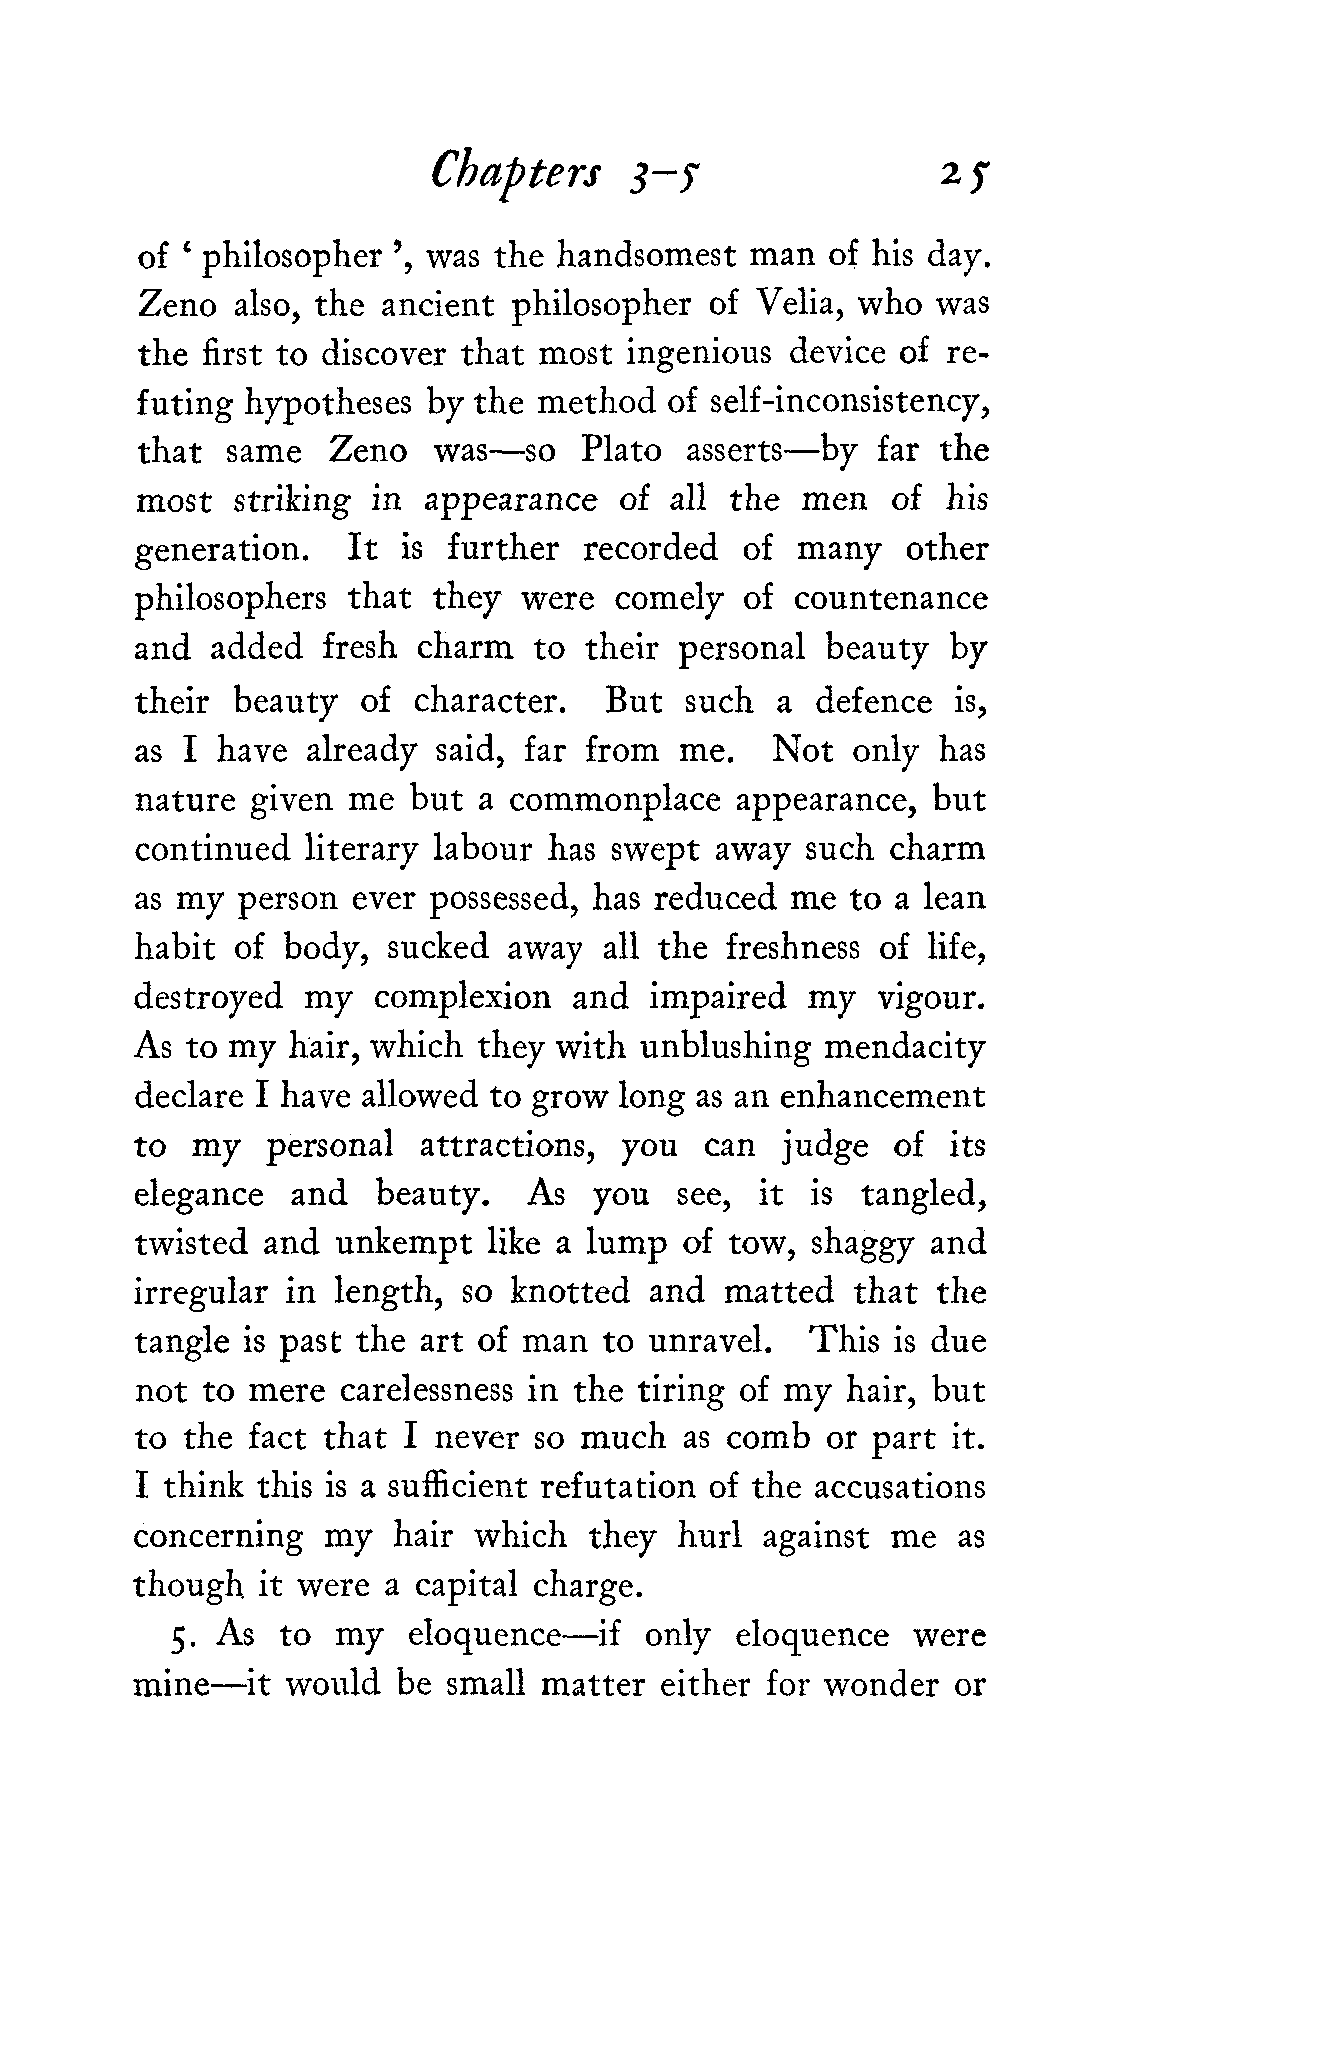 Chapters 3–5 25
of ‘ philosopher ’, was the handsomest man of his day.
Zeno also, the ancient philosopher of Velia, who was
the first to discover that most ingenious device of re-
futing hypotheses by the method of self-inconsistency,
that same Zeno was—so Plato asserts—by far the
most striking in appearance of all the men of his
generation. It is further recorded of many other
philosophers that they were comely of countenance
and added fresh charm to their personal beauty by
their beauty of character. But such a defence is,
as I have already said, far from me. Not only has
nature given me but a commonplace appearance, but
continued literary labour has swept away such charm
as my person ever possessed, has reduced me to a lean
habit of body, sucked away all the freshness of life,
destroyed my complexion and impaired my vigour.
As to my hair, which they with unblushing mendacity
declare I have allowed to grow long as an enhancement
to my personal attractions, you can judge of its
elegance and beauty. As you see, it is tangled,
twisted and unkempt like a lump of tow, shaggy and
irregular in length, so knotted and matted that the
tangle is past the art of man to unravel. This is due
not to mere carelessness in the tiring of my hair, but
to the fact that I never so much as comb or part it.
I think this is a sufficient refutation of the accusations
concerning my hair which they hurl against me as
though it were a capital charge.
5. As to my eloquence—if only eloquence were
mine—it would be small matter either for wonder or